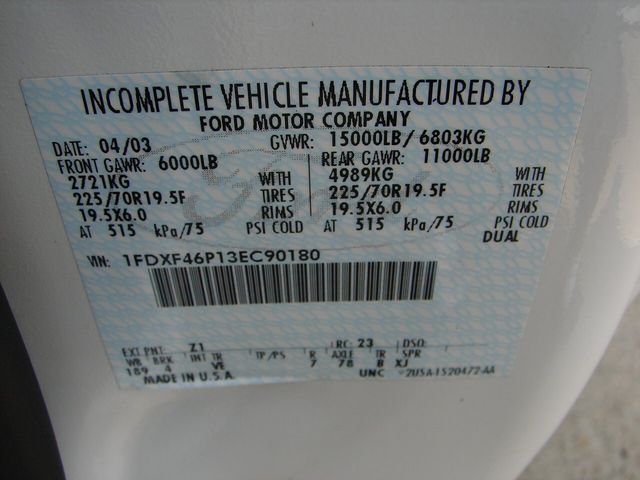 INCOMPLETE VEHICLE MANUFACTURED BY
FORD MOTOR COMPANY
DATE: 04/03 GVWR: 15000LB/ 6803KG
FRONT GAWR: 6000LB REAR GAWR: 11000LB
2721KG WITH 4989KG WITH
225/70R19.5F TIRES 225/70R19.5F TIRES
19.5X6.0 RIMS 19.5X6.0 RIMS
AT 515 kPa/75 PSI COLD AT 515 kPa/75 PSI COLD
DUAL
VIN: 1FDXF46P13EC90180
EXT PNT: Z1 RC: 23 DSO:
WB BRK INT TR TP/PS R AXLE TR SPR
189 4 VE 7 78 B XJ
MADE IN U.S.A. UNC